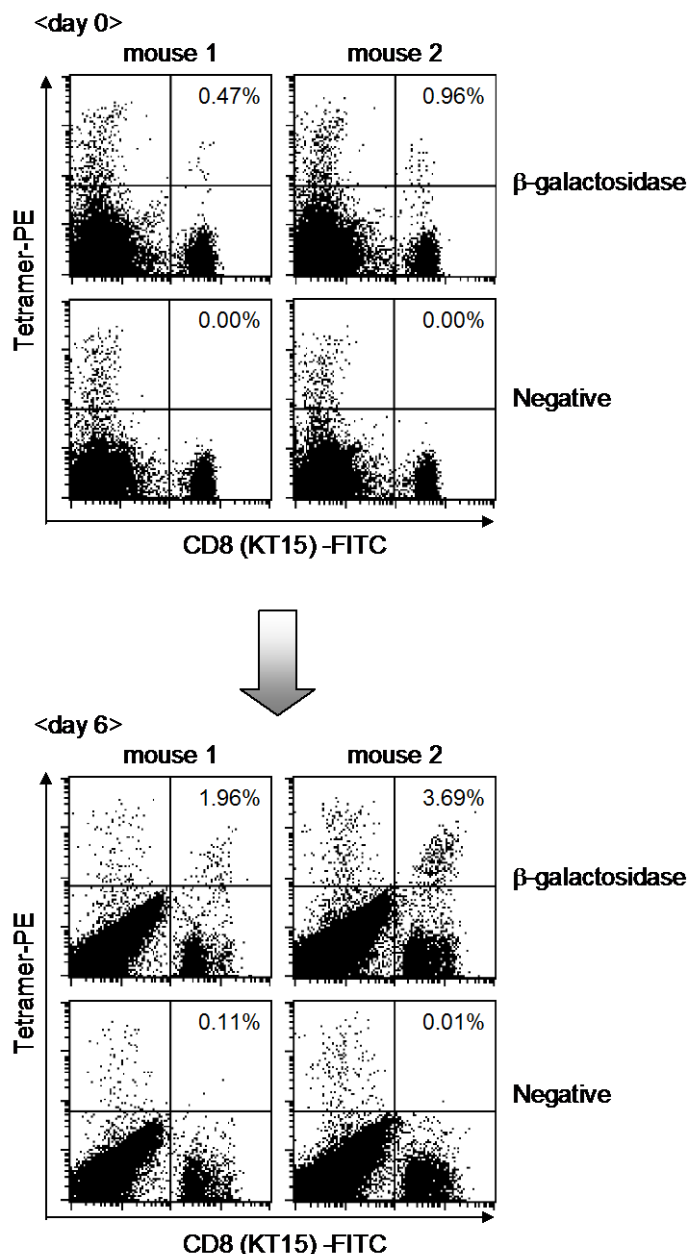 <day 0>
mouse 1 mouse 2
0.47% 0.96%
β-galactosidase
Tetramer-PE
0.00% 0.00%
Negative
CD8 (KT15) -FITC
<day 6>
mouse 1 mouse 2
1.96% 3.69%
β-galactosidase
Tetramer-PE
0.11% 0.01%
Negative
CD8 (KT15) -FITC